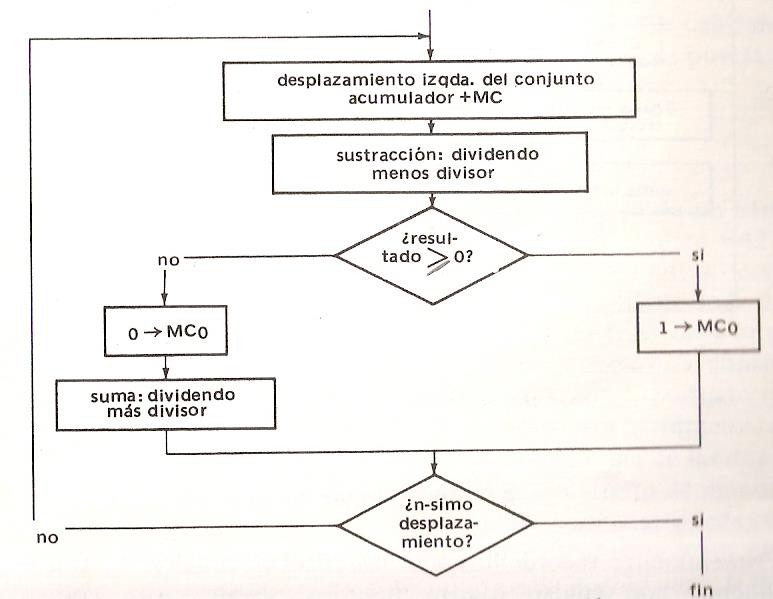 desplazamiento izqda. del conjunto
acumulador +MC
sustracción: dividendo
menos divisor
¿resul-
tado ⩾ 0?
no
si
0 → MC0
1 → MC0
suma: dividendo
más divisor
¿n-simo
desplaza-
miento?
no
si
fin